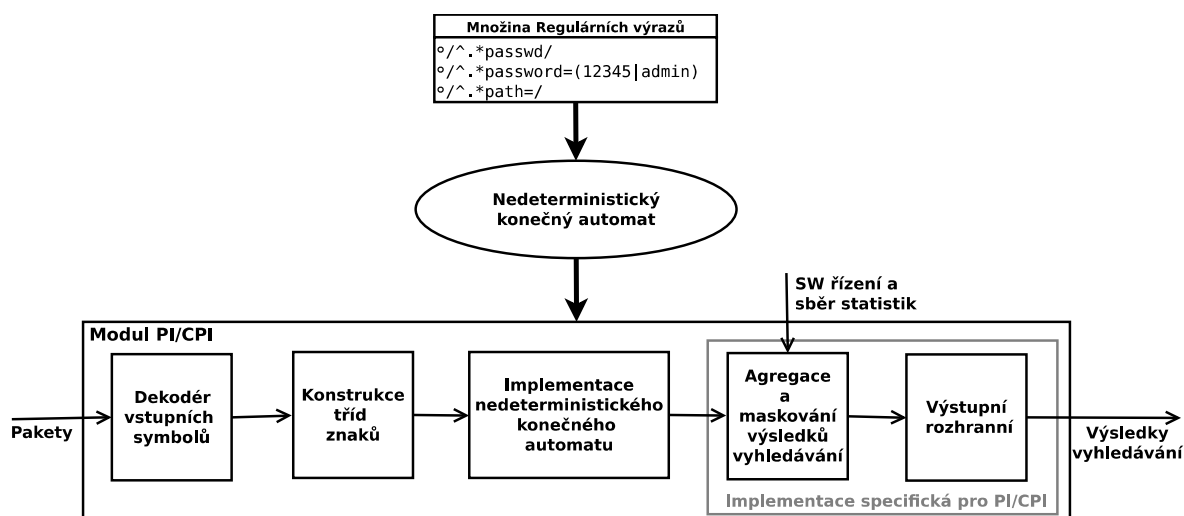 Množina Regulárních výrazů
⚬/^.*passwd/
⚬/^.*password=(12345|admin)
⚬/^.*path=/
Nedeterministický
konečný automat
SW řízení a
sběr statistik
Modul PI/CPI
Pakety
Dekodér
vstupních
symbolů
Konstrukce
tříd
znaků
Implementace
nedeterministického
konečného
automatu
Agregace
a
maskování
výsledků
vyhledávání
Výstupní
rozhranní
Výsledky
vyhledávání
Implementace specifická pro PI/CPI